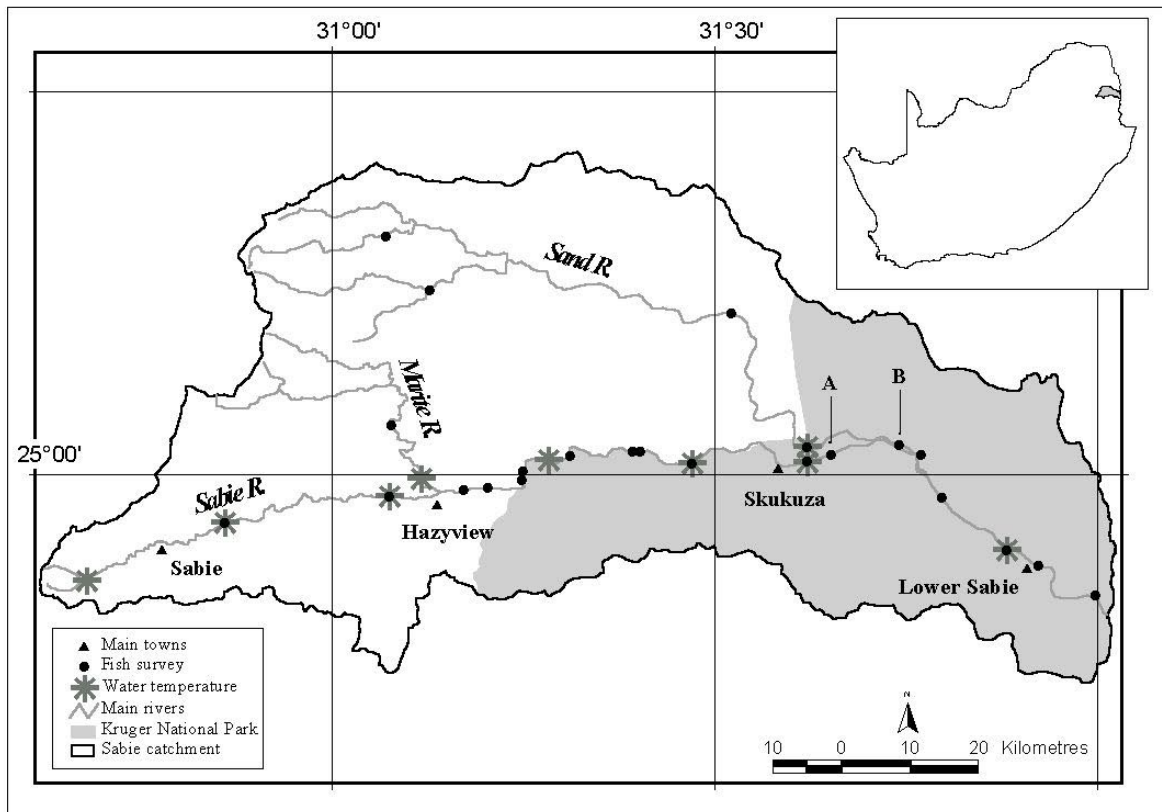 31°00'
31°30'
Sand R.
Marite R.
A
B
25°00'
Sabie R.
Skukuza
Hazyview
Sabie
Lower Sabie
Main towns
Fish survey
Water temperature
Main rivers
Kruger National Park
Sabie catchment
N
10 0 10 20 Kilometres